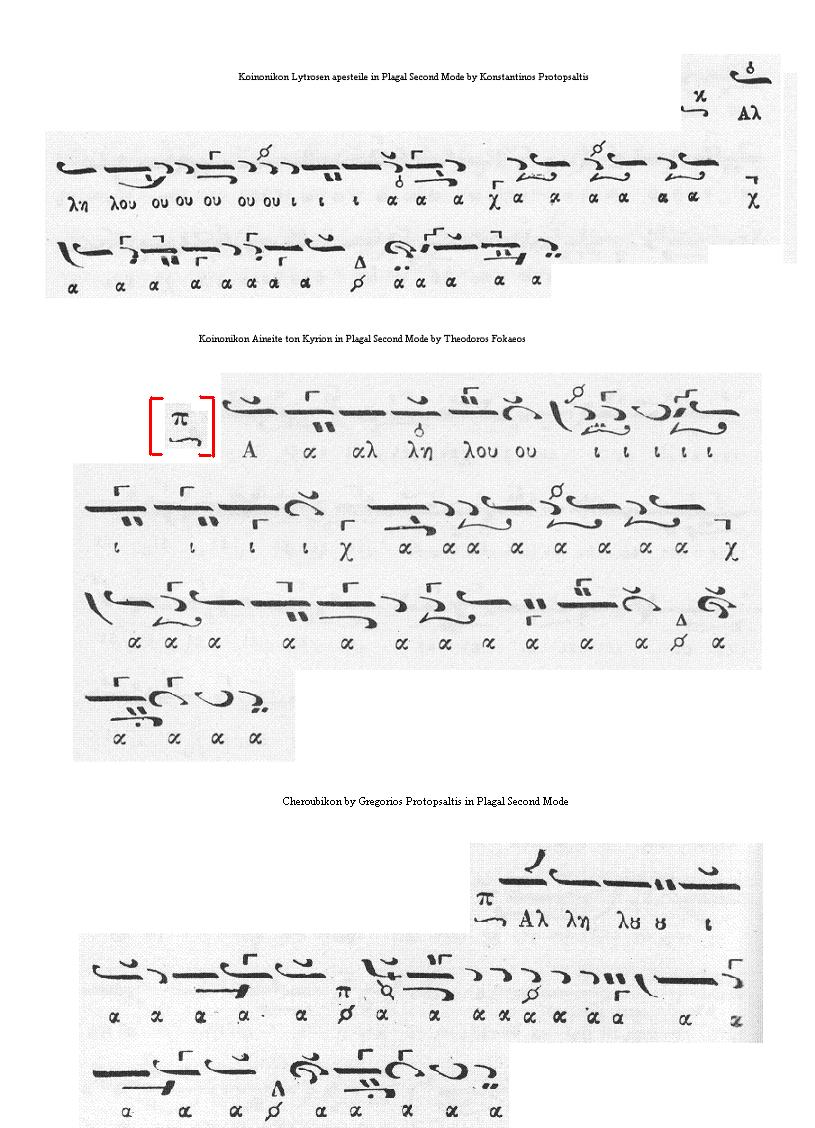 Koinonikon Lytrosen apesteile in Plagal Second Mode by Konstantinos Protopsaltis
Αλ
λη λου ου ου ου ου ου ι ι ι α α α χ α α α α α α χ
α α α α α α α α Δ α α α α α
Koinonikon Aineite ton Kyrion in Plagal Second Mode by Theodoros Fokaeos
π Α α αλ λη λου ου ι ι ι ι ι
ι ι ι ι χ α α α α α α α α χ
α α α α α α α α α α α Δ α
α α α α
Cheroubikon by Gregorios Protopsaltis in Plagal Second Mode
π Αλ λη λȣ ȣ ι
α α α α α π α α α α α α α α α α
α α α Δ α α α α α